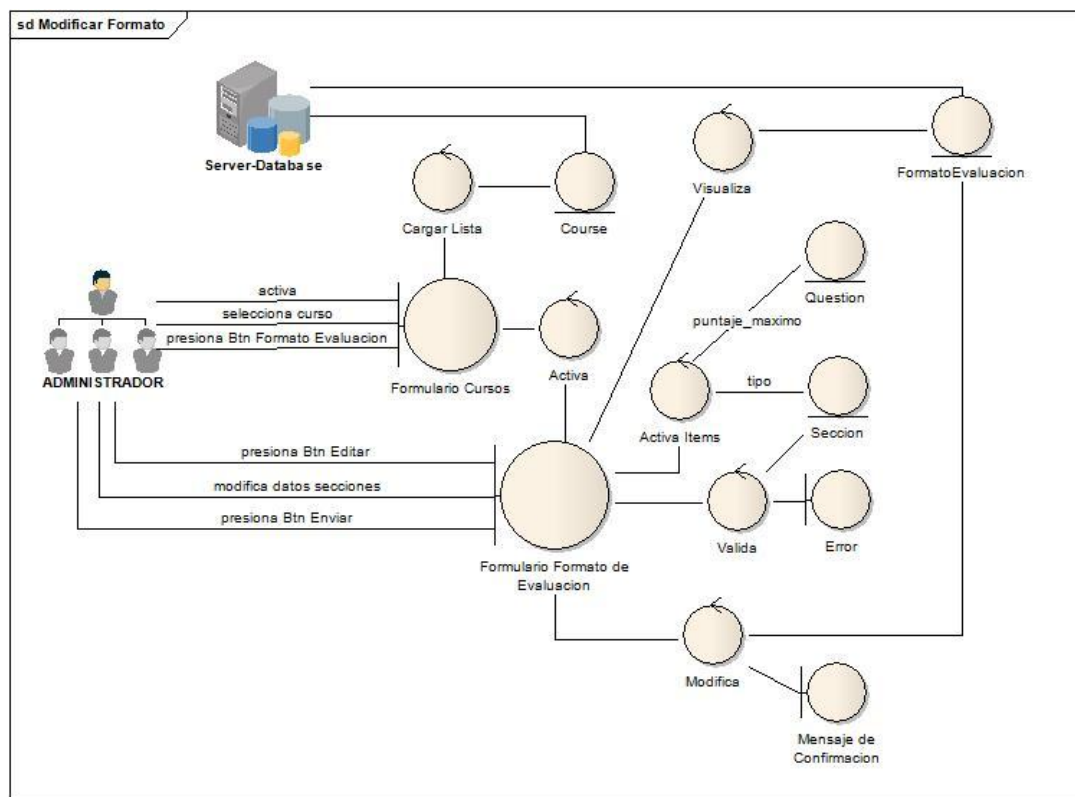 sd Modificar Formato
Server-Database
Cargar Lista
Course
Visualiza
FormatoEvaluacion
Question
puntaje_maximo
activa
selecciona curso
presiona Btn Formato Evaluacion
ADMINISTRADOR
Formulario Cursos
Activa
Activa Items
tipo
Seccion
presiona Btn Editar
modifica datos secciones
presiona Btn Enviar
Formulario Formato de
Evaluacion
Valida
Error
Modifica
Mensaje de
Confirmacion